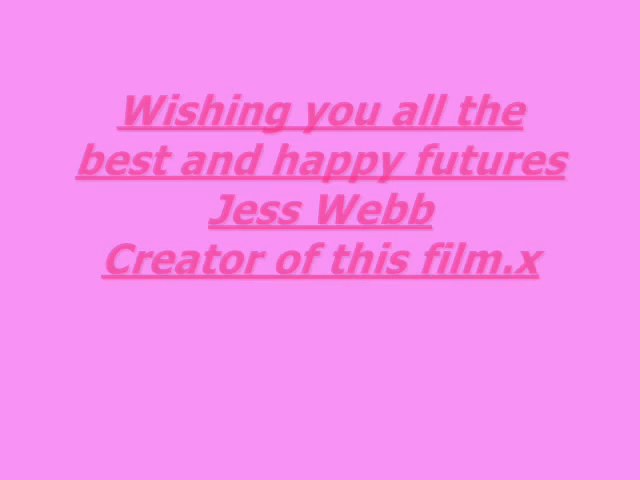 Wishing you all the
best and happy futures
Jess Webb
Creator of this film.x